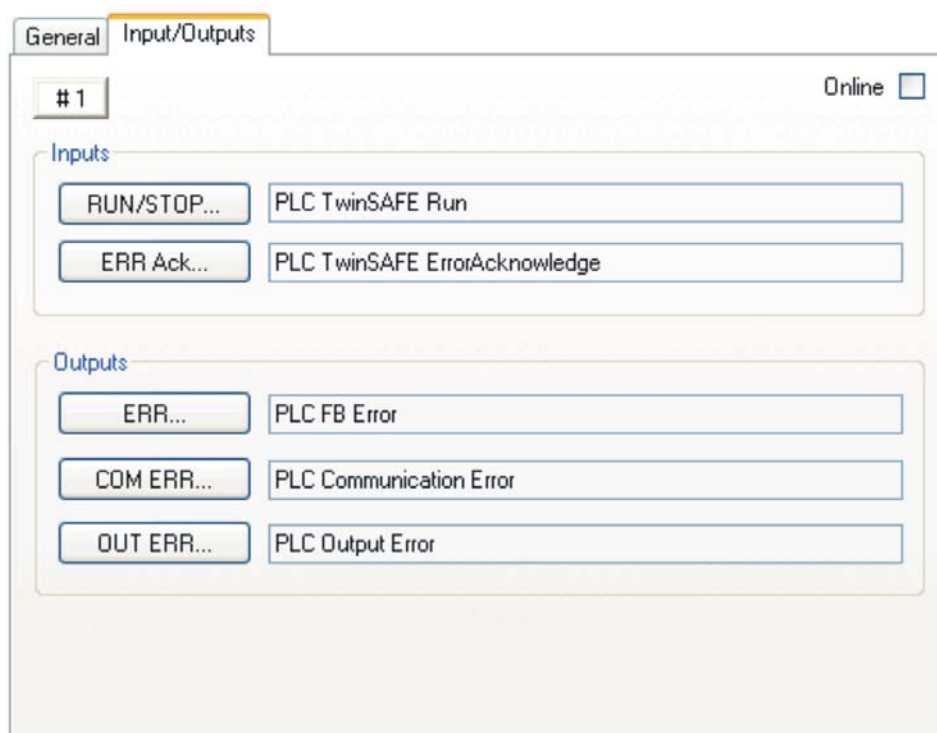 General Input/Outputs
#1 Online
Inputs
RUN/STOP... PLC TwinSAFE Run
ERR Ack... PLC TwinSAFE ErrorAcknowledge
Outputs
ERR... PLC FB Error
COM ERR... PLC Communication Error
OUT ERR... PLC Output Error